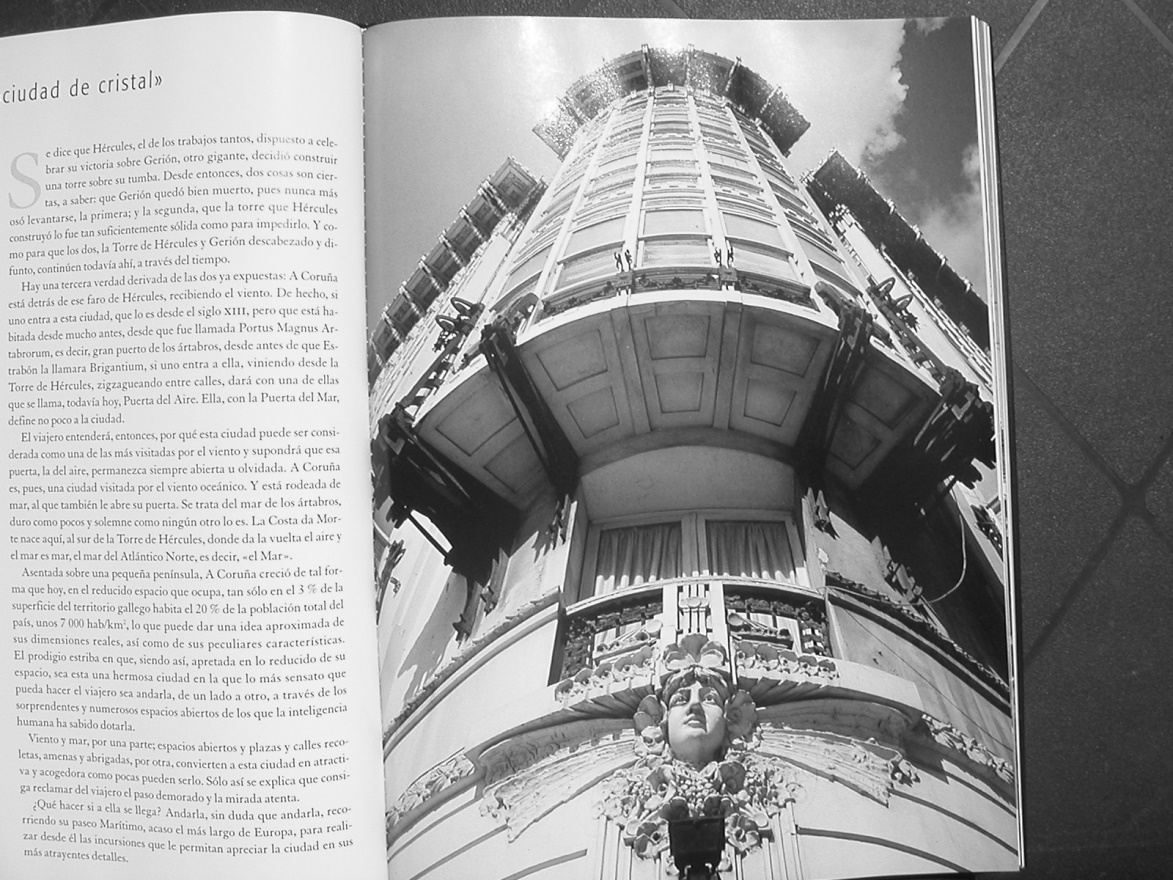 ciudad de cristal»
Se dice que Hércules, el de los trabajos tantos, dispuesto a cele-
brar su victoria sobre Gerión, otro gigante, decidió construir
una torre sobre su tumba. Desde entonces, dos cosas son cier-
tas, a saber: que Gerión quedó bien muerto, pues nunca más
osó levantarse, la primera; y la segunda, que la torre que Hércules
construyó lo fue tan suficientemente sólida como para impedirlo. Y co-
mo para que los dos, la Torre de Hércules y Gerión descabezado y di-
funto, continúen todavía ahí, a través del tiempo.
Hay una tercera verdad derivada de las dos ya expuestas: A Coruña
está detrás de ese faro de Hércules, recibiendo el viento. De hecho, si
uno entra a esta ciudad, que lo es desde el siglo XIII, pero que está ha-
bitada desde mucho antes, desde que fue llamada Portus Magnus Ar-
tabrorum, es decir, gran puerto de los ártabros, desde antes de que Es-
trabón la llamara Brigantium, si uno entra a ella, viniendo desde la
Torre de Hércules, zigzagueando entre calles, dará con una de ellas
que se llama, todavía hoy, Puerta del Aire. Ella, con la Puerta del Mar,
define no poco a la ciudad.
El viajero entenderá, entonces, por qué esta ciudad puede ser consi-
derada como una de las más visitadas por el viento y supondrá que esa
puerta, la del aire, permanezca siempre abierta u olvidada. A Coruña
es, pues, una ciudad visitada por el viento oceánico. Y está rodeada de
mar, al que también le abre su puerta. Se trata del mar de los ártabros,
duro como pocos y solemne como ningún otro lo es. La Costa da Mor-
te nace aquí, al sur de la Torre de Hércules, donde da la vuelta el aire y
el mar es mar, el mar del Atlántico Norte, es decir, «el Mar».
Asentada sobre una pequeña península, A Coruña creció de tal for-
ma que hoy, en el reducido espacio que ocupa, tan sólo en el 3 % de la
superficie del territorio gallego habita el 20 % de la población total del
país, unos 7 000 hab/km², lo que puede dar una idea aproximada de
sus dimensiones reales, así como de sus peculiares características.
El prodigio estriba en que, siendo así, apretada en lo reducido de su
espacio, sea esta una hermosa ciudad en la que lo más sensato que
pueda hacer el viajero sea andarla, de un lado a otro, a través de los
sorprendentes y numerosos espacios abiertos de los que la inteligencia
humana ha sabido dotarla.
Viento y mar, por una parte; espacios abiertos y plazas y calles reco-
letas, amenas y abrigadas, por otra, convierten a esta ciudad en atracti-
va y acogedora como pocas pueden serlo. Sólo así se explica que consi-
ga reclamar del viajero el paso demorado y la mirada atenta.
¿Qué hacer si a ella se llega? Andarla, sin duda que andarla, reco-
rriendo su paseo Marítimo, acaso el más largo de Europa, para reali-
zar desde él las incursiones que le permitan apreciar la ciudad en sus
más atrayentes detalles.